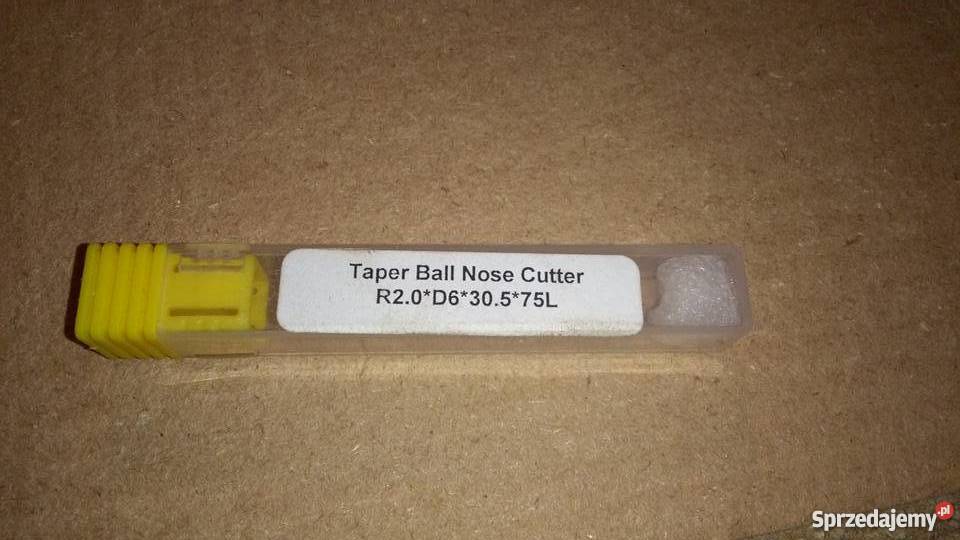 Taper Ball Nose Cutter
R2.0*D6*30.5*75L
Sprzedajemy.pl